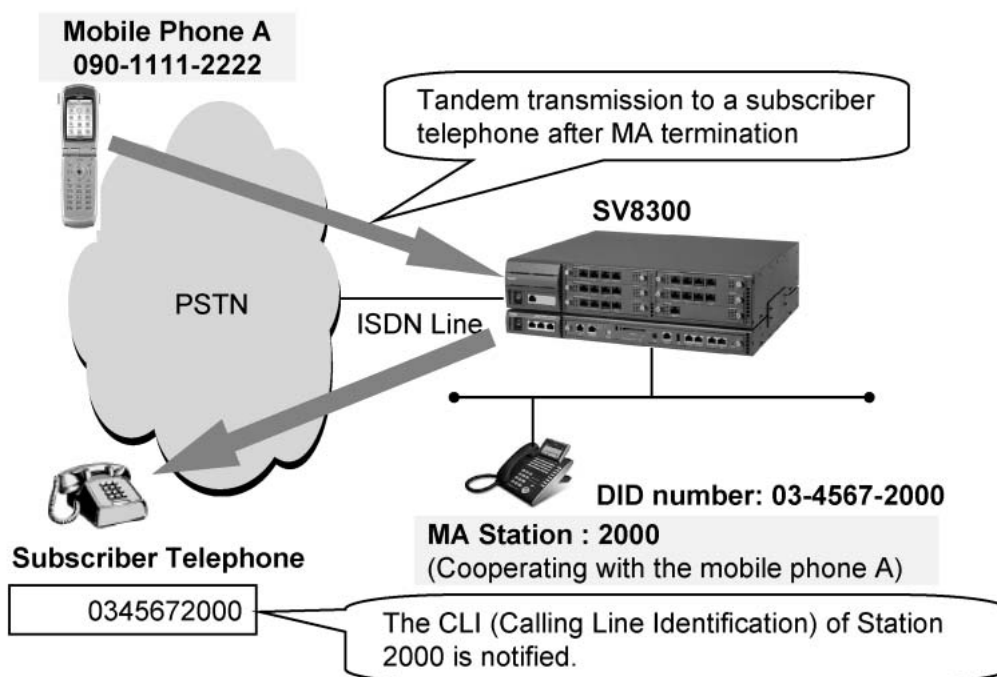 Mobile Phone A
090-1111-2222
Tandem transmission to a subscriber
telephone after MA termination
SV8300
PSTN
ISDN Line
DID number: 03-4567-2000
MA Station : 2000
(Cooperating with the mobile phone A)
Subscriber Telephone
0345672000
The CLI (Calling Line Identification) of Station
2000 is notified.